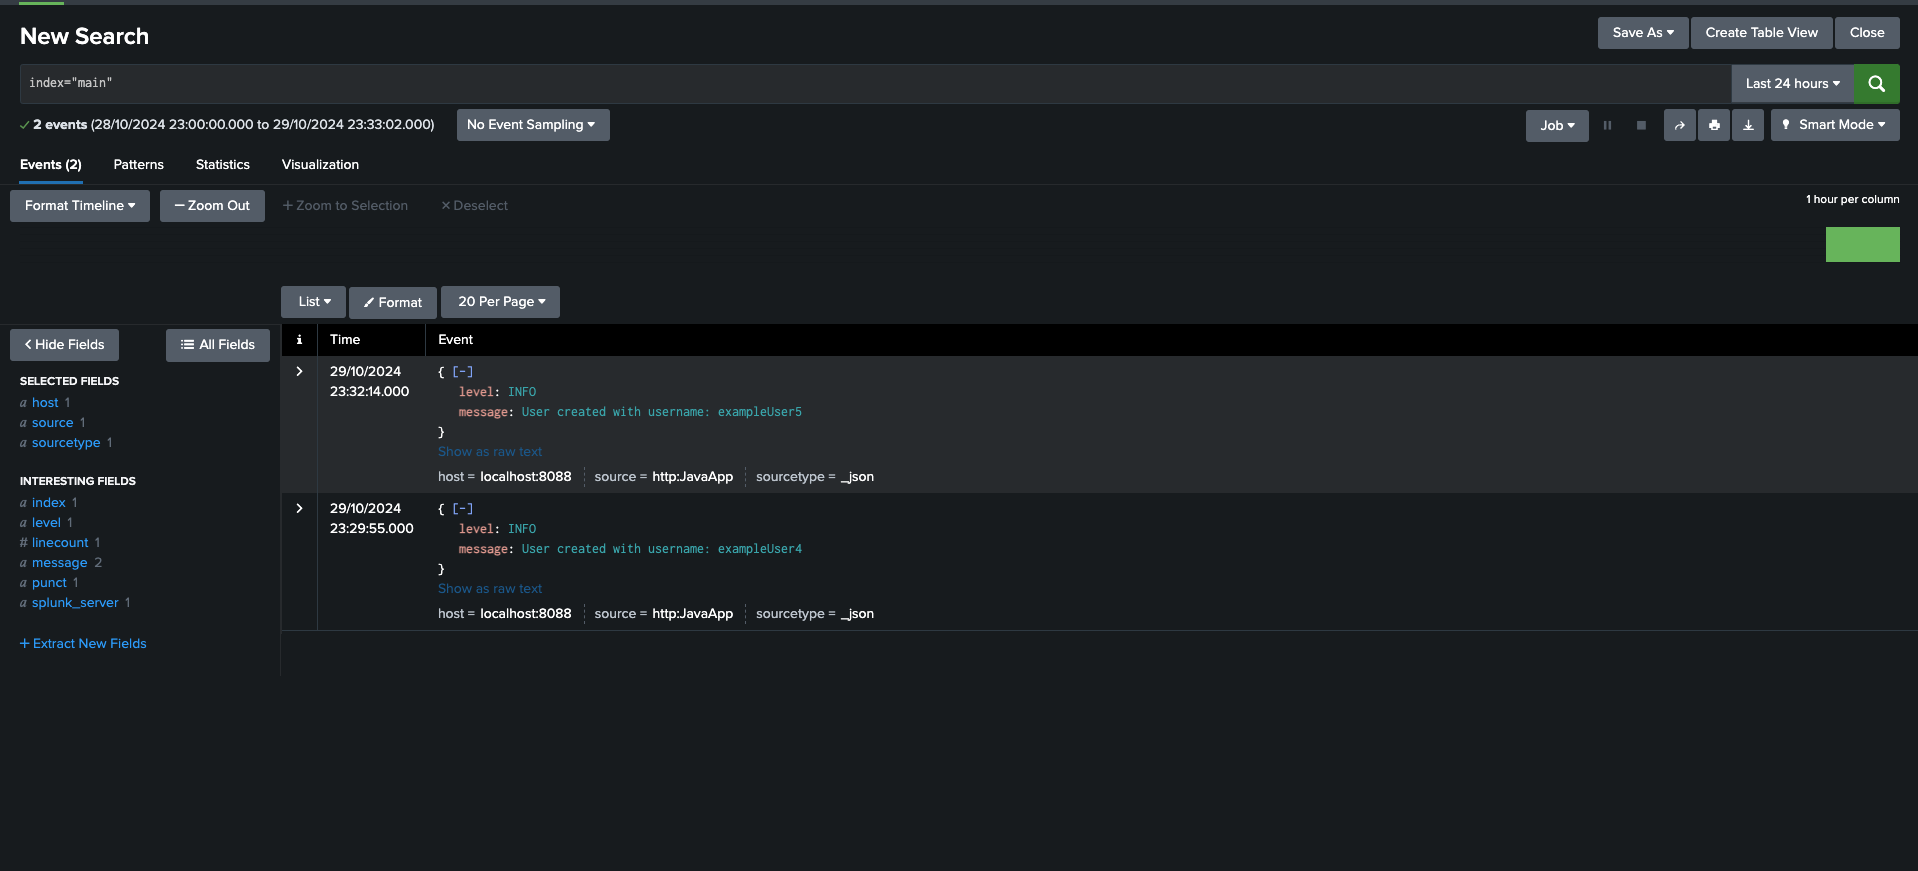 New Search
Save As
Create Table View
Close
index="main"
Last 24 hours
2 events (28/10/2024 23:00:00.000 to 29/10/2024 23:33:02.000)
No Event Sampling
Job
Smart Mode
Events (2)
Patterns
Statistics
Visualization
Format Timeline
— Zoom Out
+ Zoom to Selection
× Deselect
1 hour per column
List
Format
20 Per Page
< Hide Fields
All Fields
i
Time
Event
SELECTED FIELDS
a host 1
a source 1
a sourcetype 1
INTERESTING FIELDS
a index 1
a level 1
# linecount 1
a message 2
a punct 1
a splunk_server 1
+ Extract New Fields
> 29/10/2024
23:32:14.000
{ [-]
level: INFO
message: User created with username: exampleUser5
}
Show as raw text
host = localhost:8088 source = http:JavaApp sourcetype = _json
> 29/10/2024
23:29:55.000
{ [-]
level: INFO
message: User created with username: exampleUser4
}
Show as raw text
host = localhost:8088 source = http:JavaApp sourcetype = _json